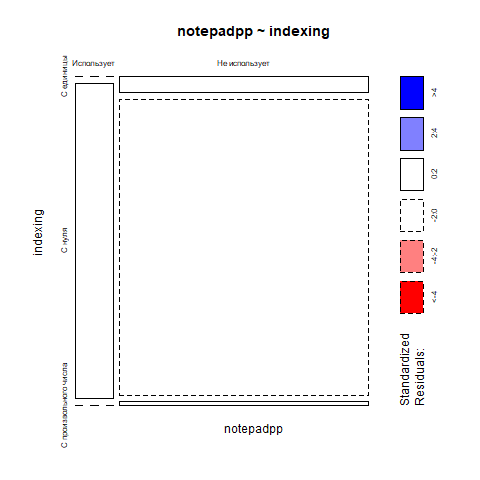 notepadpp ~ indexing
Используeт
Не использует
С единицы
С нуля
С произвольного числа
indexing
notepadpp
>4
2:4
0:2
-2:0
-4:-2
<-4
Standardized
Residuals: